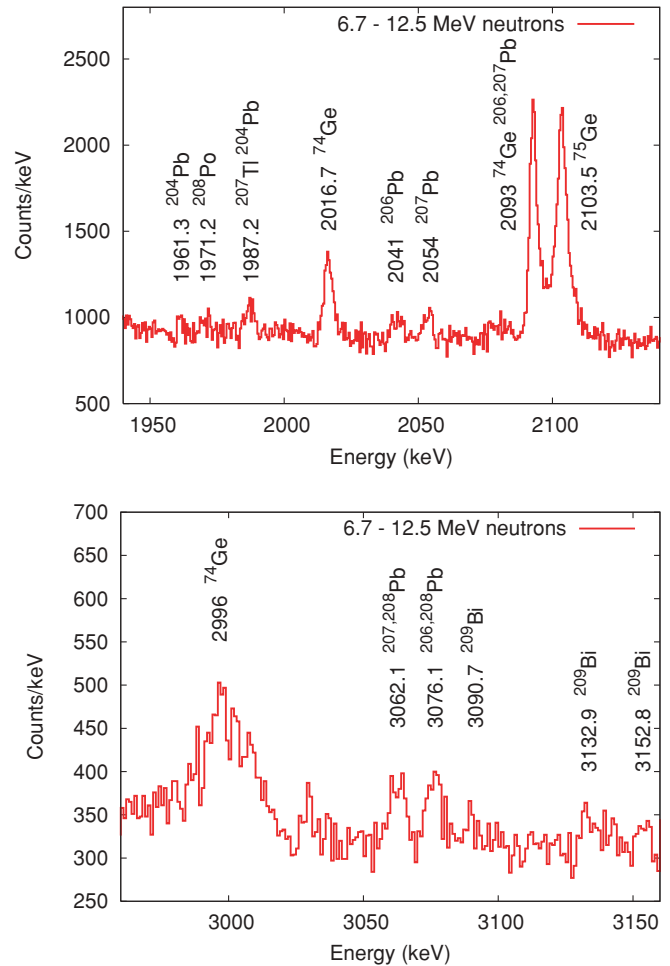 6.7 - 12.5 MeV neutrons
2500
2000
1500
1000
500
Counts/keV
1961.3 ²⁰⁴Pb
1971.2 ²⁰⁸Po
1987.2 ²⁰⁷Tl ²⁰⁴Pb
2016.7 ⁷⁴Ge
2041 ²⁰⁶Pb
2054 ²⁰⁷Pb
2093 ⁷⁴Ge ²⁰⁶,²⁰⁷Pb
2103.5 ⁷⁵Ge
1950 2000 2050 2100
Energy (keV)
700
6.7 - 12.5 MeV neutrons
650
600
550
500
450
400
350
300
250
Counts/keV
2996 ⁷⁴Ge
3062.1 ²⁰⁷,²⁰⁸Pb
3076.1 ²⁰⁶,²⁰⁸Pb
3090.7 ²⁰⁹Bi
3132.9 ²⁰⁹Bi
3152.8 ²⁰⁹Bi
3000 3050 3100 3150
Energy (keV)